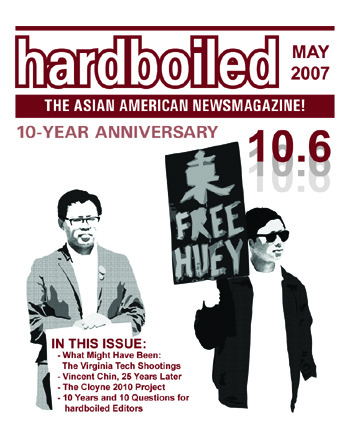 hardboiled
MAY
2007
THE ASIAN AMERICAN NEWSMAGAZINE!
10-YEAR ANNIVERSARY
10.6
東
FREE
HUEY
IN THIS ISSUE:
- What Might Have Been:
The Virginia Tech Shootings
- Vincent Chin, 25 Years Later
- The Cloyne 2010 Project
- 10 Years and 10 Questions for
hardboiled Editors